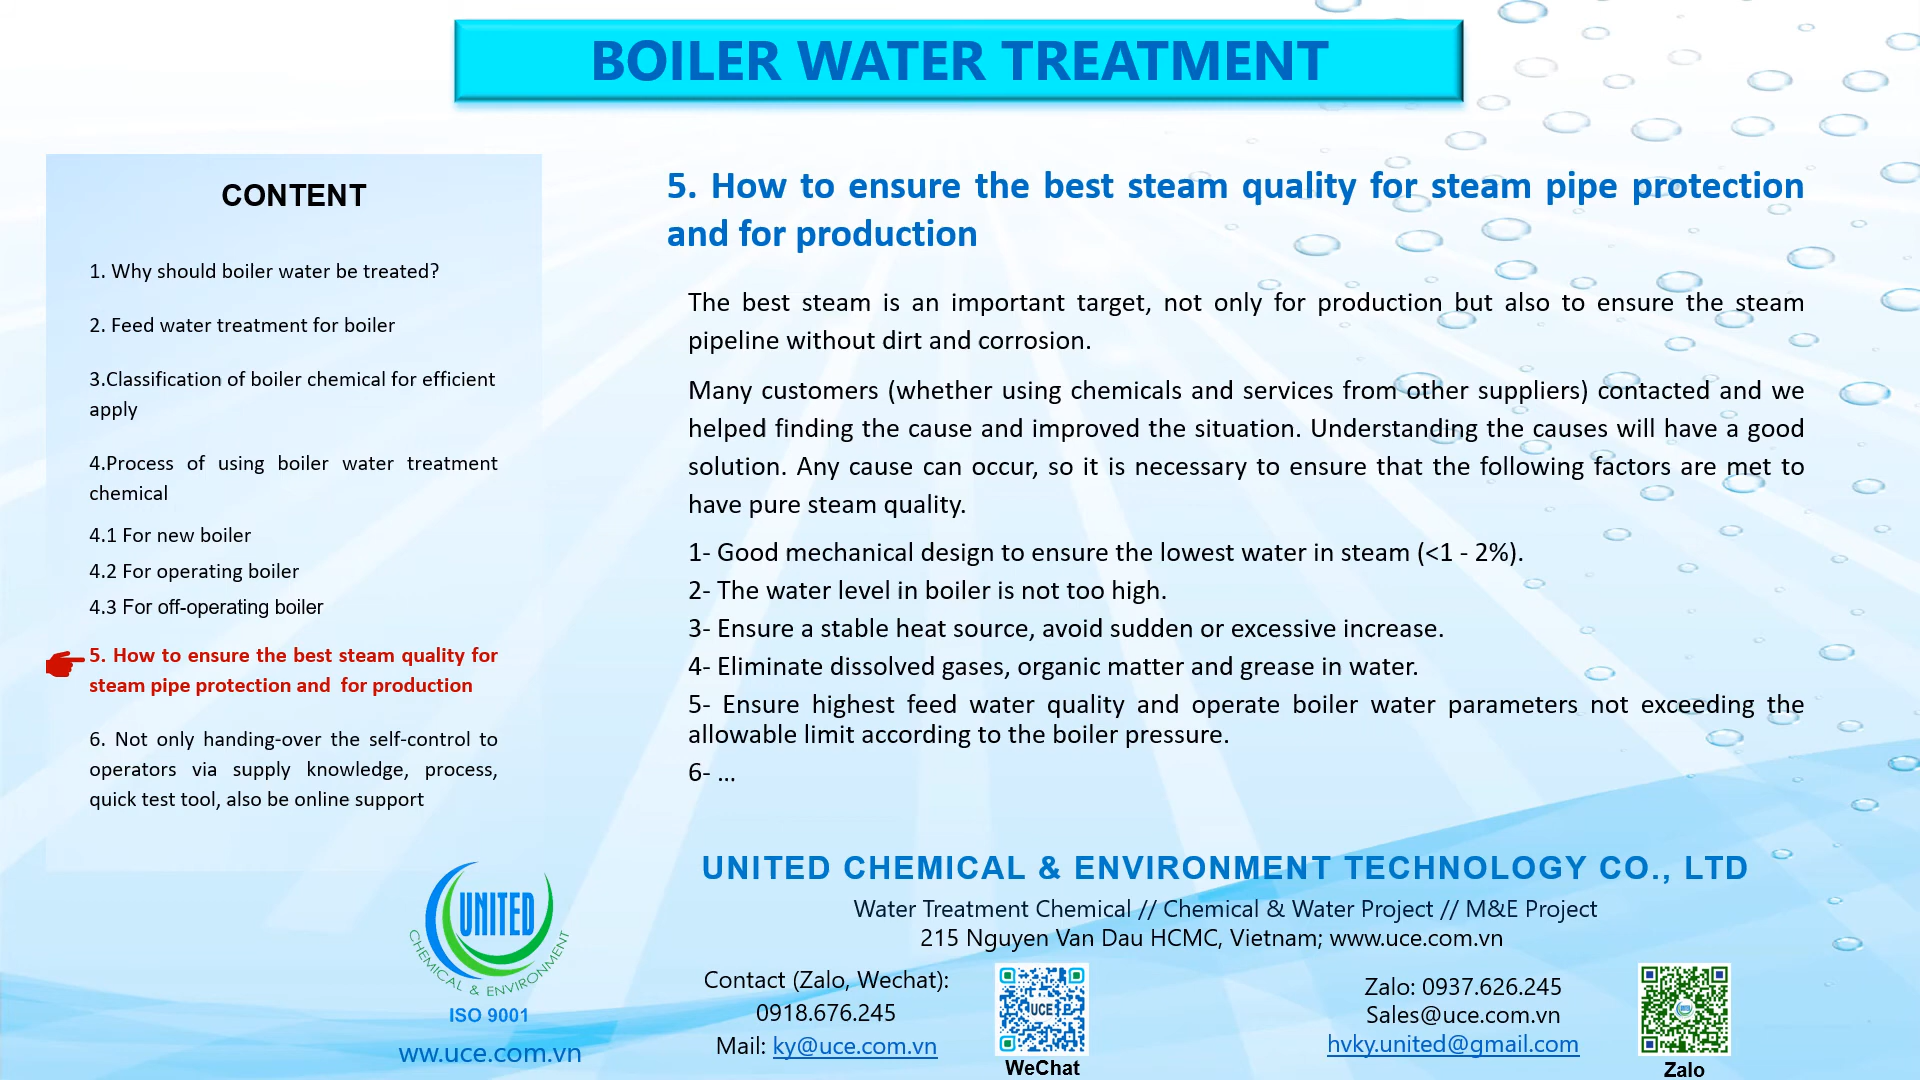 BOILER WATER TREATMENT
CONTENT
1. Why should boiler water be treated?
2. Feed water treatment for boiler
3.Classification of boiler chemical for efficient
apply
4.Process of using boiler water treatment
chemical
4.1 For new boiler
4.2 For operating boiler
4.3 For off-operating boiler
5. How to ensure the best steam quality for
steam pipe protection and for production
6. Not only handing-over the self-control to
operators via supply knowledge, process,
quick test tool, also be online support
5. How to ensure the best steam quality for steam pipe protection
and for production
The best steam is an important target, not only for production but also to ensure the steam
pipeline without dirt and corrosion.
Many customers (whether using chemicals and services from other suppliers) contacted and we
helped finding the cause and improved the situation. Understanding the causes will have a good
solution. Any cause can occur, so it is necessary to ensure that the following factors are met to
have pure steam quality.
1- Good mechanical design to ensure the lowest water in steam (<1 - 2%).
2- The water level in boiler is not too high.
3- Ensure a stable heat source, avoid sudden or excessive increase.
4- Eliminate dissolved gases, organic matter and grease in water.
5- Ensure highest feed water quality and operate boiler water parameters not exceeding the
allowable limit according to the boiler pressure.
6- ...
UNITED
CHEMICAL & ENVIRONMENT
ISO 9001
ww.uce.com.vn
UNITED CHEMICAL & ENVIRONMENT TECHNOLOGY CO., LTD
Water Treatment Chemical // Chemical & Water Project // M&E Project
215 Nguyen Van Dau HCMC, Vietnam; www.uce.com.vn
Contact (Zalo, Wechat):
0918.676.245
Mail: ky@uce.com.vn
UCE
WeChat
Zalo: 0937.626.245
Sales@uce.com.vn
hvky.united@gmail.com
Zalo